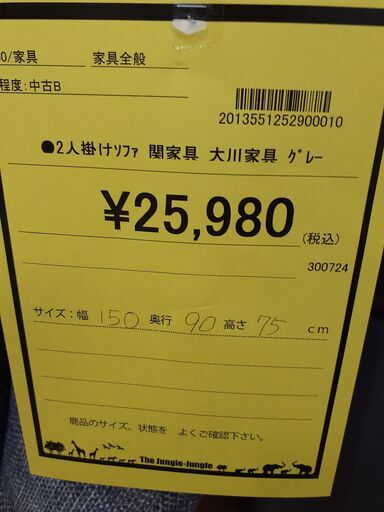 0/家具 家具全般
程度:中古B
2013551252900010
●2人掛けｿﾌｧ 関家具 大川家具 ｸﾞﾚｰ
¥25,980
(税込)
300724
サイズ:幅 150 奥行 90 高さ 75 cm
商品のサイズ、状態を よくご確認下さい。
The Jungle-Jungle